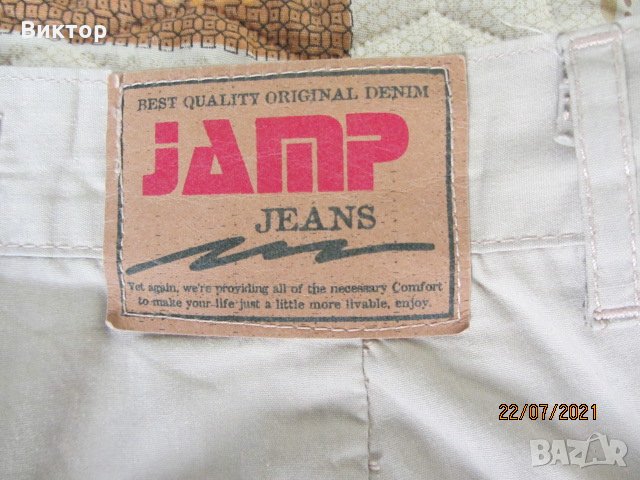 Виктор
BEST QUALITY ORIGINAL DENIM
JAMP
JEANS
Yet again, we're providing all of the necessary Comfort
to make your life just a little more livable, enjoy.
22/07/2021
BAZAR